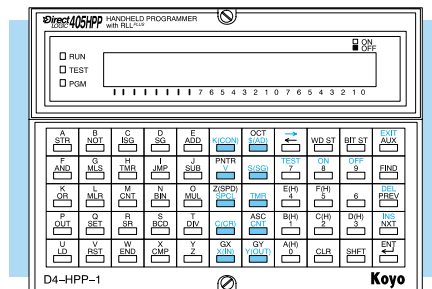 Direct LOGIC 405HPP HANDHELD PROGRAMMER with RLL PLUS
ON
OFF
RUN
TEST
PGM
7 6 5 4 3 2 1 0 7 6 5 4 3 2 1 0
A B C D E OCT → EXIT
STR NOT ISG SG ADD K(CON) $(AD) ← WD ST BIT ST AUX
F G H I J PNTR TEST ON OFF
AND MLS TMR JMP SUB V S(SG) 7 8 9 FIND
K L M N O Z(SPD) E(H) F(H) DEL
OR MLR CNT BIN MUL SPCL TMR 4 5 6 PREV
P Q R S T ASC B(H) C(H) D(H) INS
OUT SET SR BCD DIV C(CR) CNT 1 2 3 NXT
U V W X Y GX GY A(H) ENT
LD RST END CMP Z X(IN) Y(OUT) 0 CLR SHFT
D4–HPP–1 Koyo